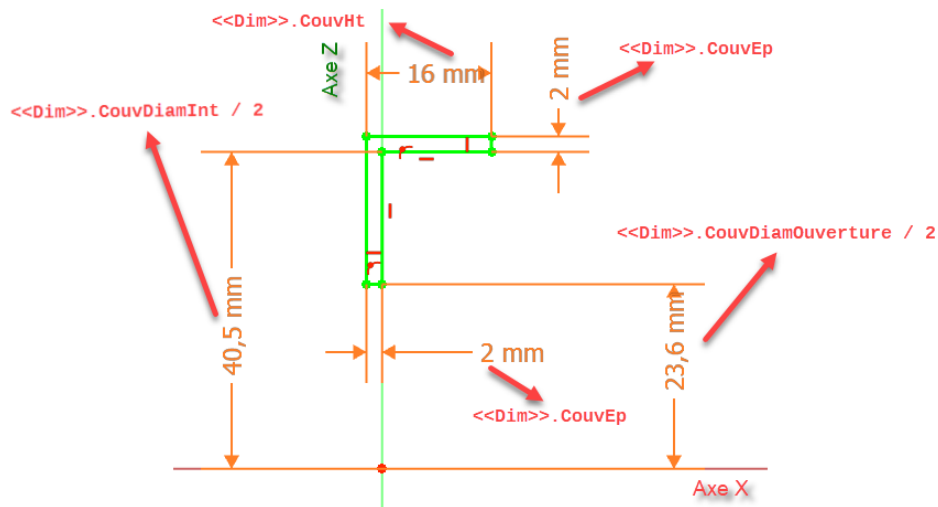 <<Dim>>.CouvHt
<<Dim>>.CouvEp
Axe Z
16 mm
2 mm
<<Dim>>.CouvDiamInt / 2
<<Dim>>.CouvDiamOuverture / 2
40,5 mm
2 mm
23,6 mm
<<Dim>>.CouvEp
Axe X